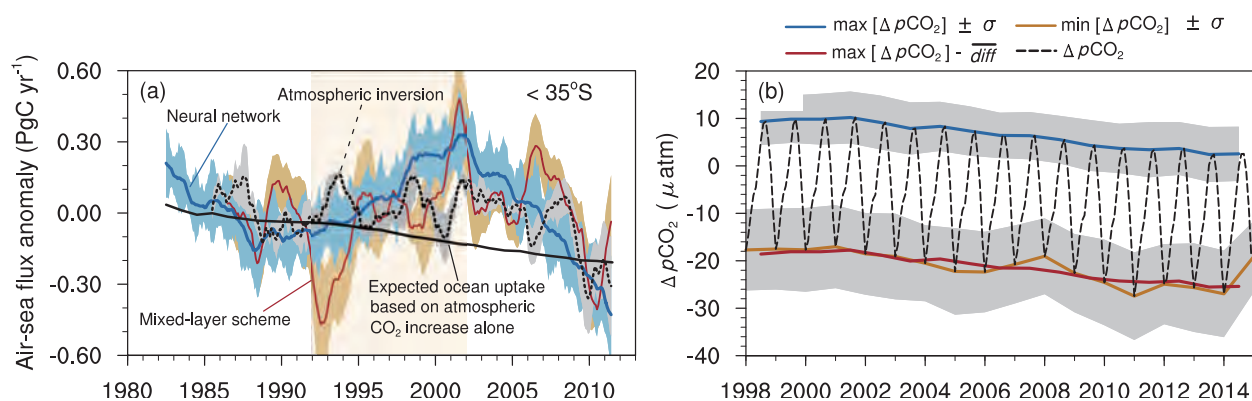 max [Δ pCO₂] ± σ
min [Δ pCO₂] ± σ
max [Δ pCO₂] - diff
Δ pCO₂
Air-sea flux anomaly (PgC yr⁻¹)
0.60
0.30
0.00
-0.30
-0.60
(a)
Atmospheric inversion
< 35°S
Neural network
Mixed-layer scheme
Expected ocean uptake
based on atmospheric
CO₂ increase alone
1980 1985 1990 1995 2000 2005 2010
Δ pCO₂ (μatm)
20
10
0
-10
-20
-30
-40
(b)
1998 2000 2002 2004 2006 2008 2010 2012 2014